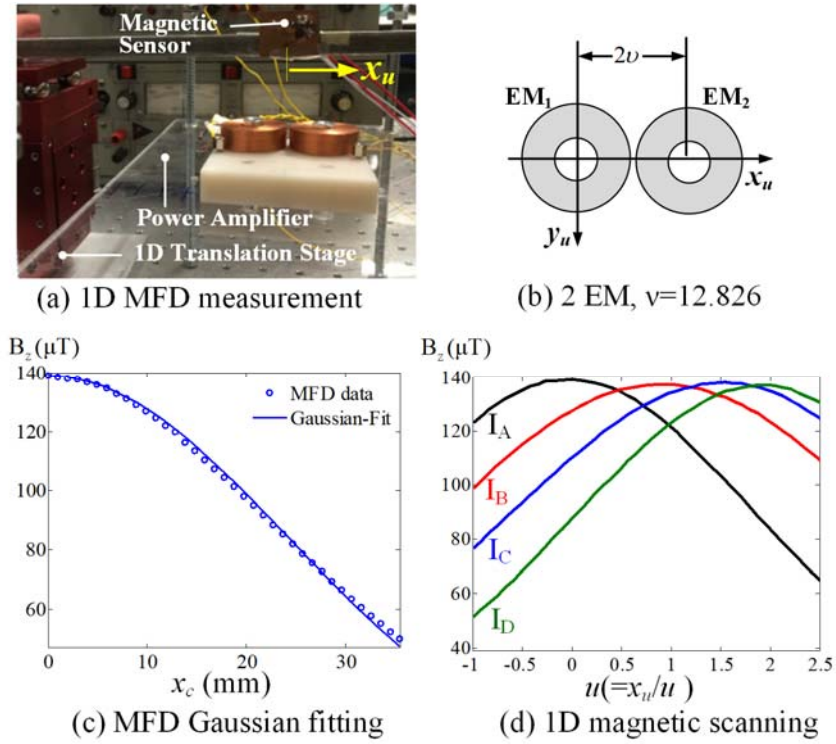 Magnetic
Sensor
x_u
Power Amplifier
1D Translation Stage
(a) 1D MFD measurement
2υ
EM₁
EM₂
x_u
y_u
(b) 2 EM, ν=12.826
B_z (μT)
140
120
100
80
60
0
10
20
30
MFD data
Gaussian-Fit
x_c (mm)
(c) MFD Gaussian fitting
B_z (μT)
140
120
100
80
60
40
I_A
I_B
I_C
I_D
-1
-0.5
0
0.5
1
1.5
2
2.5
u(=x_u/u )
(d) 1D magnetic scanning